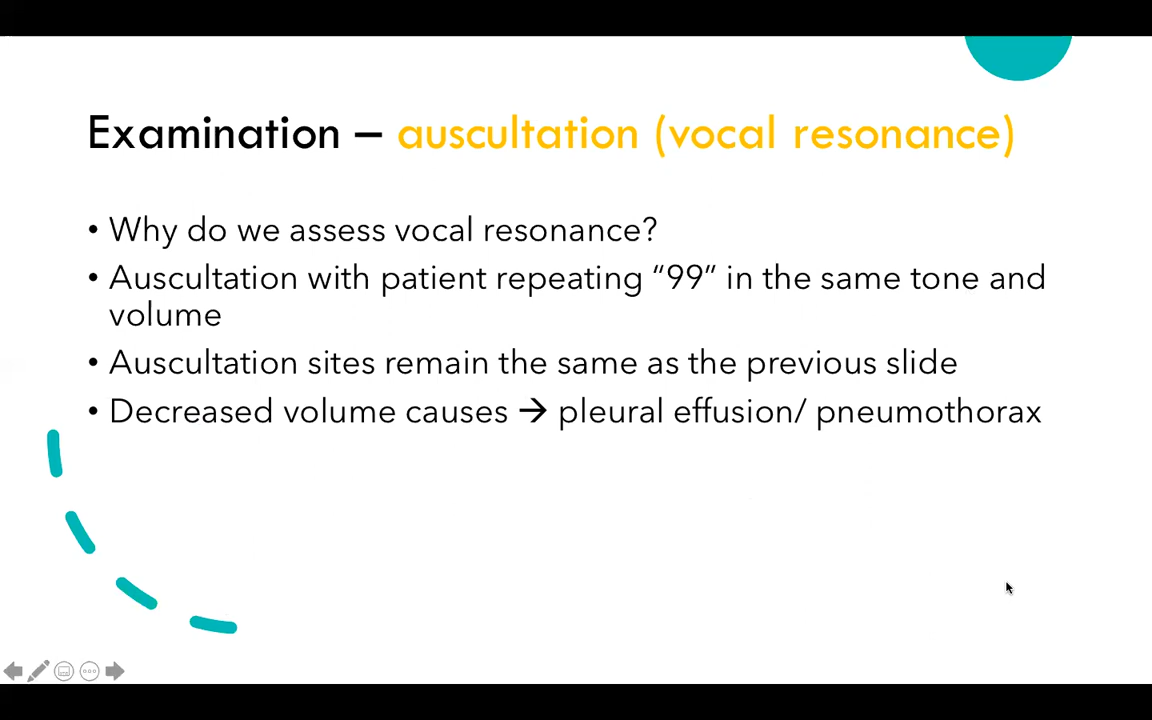 Examination – auscultation (vocal resonance)
• Why do we assess vocal resonance?
• Auscultation with patient repeating “99” in the same tone and
volume
• Auscultation sites remain the same as the previous slide
• Decreased volume causes → pleural effusion/ pneumothorax